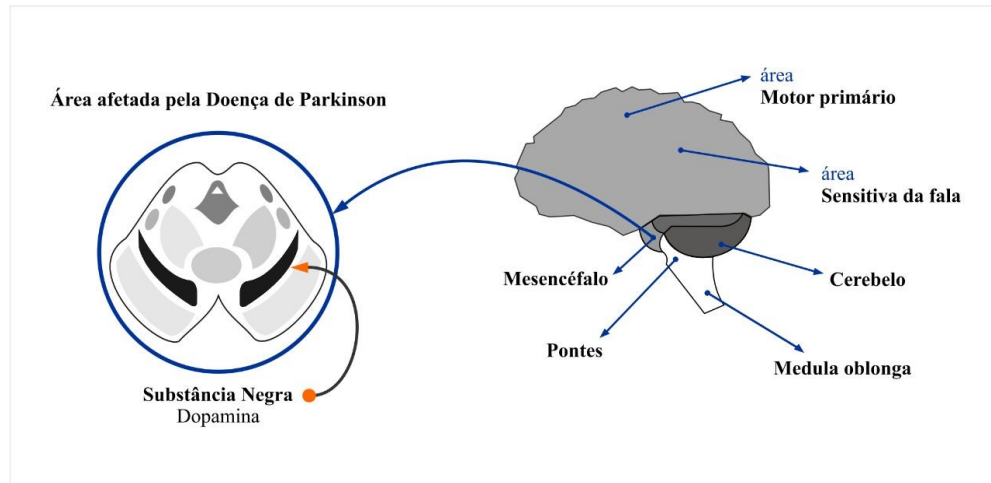 Área afetada pela Doença de Parkinson
Substância Negra
Dopamina
área
Motor primário
área
Sensitiva da fala
Mesencéfalo
Cerebelo
Pontes
Medula oblonga